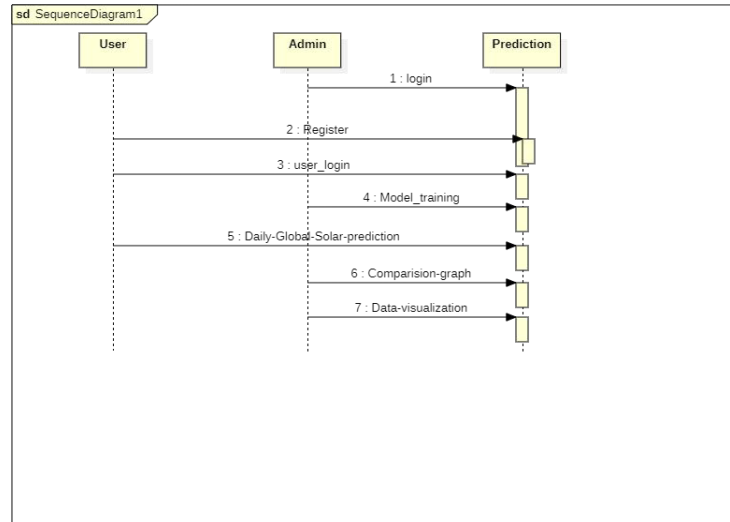 sd SequenceDiagram1
User Admin Prediction
1 : login
2 : Register
3 : user_login
4 : Model_training
5 : Daily-Global-Solar-prediction
6 : Comparision-graph
7 : Data-visualization